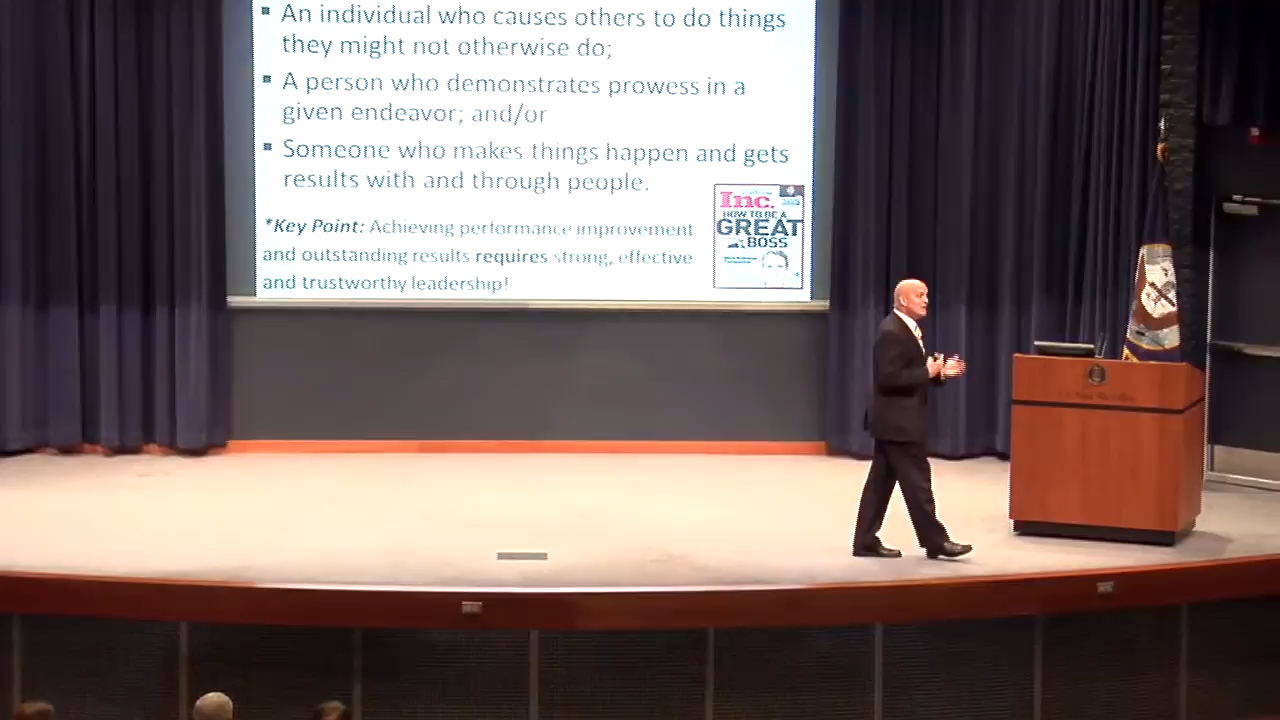 ▪ An individual who causes others to do things
they might not otherwise do;
▪ A person who demonstrates prowess in a
given endeavor; and/or
▪ Someone who makes things happen and gets
results with and through people.
*Key Point: Achieving performance improvement
and outstanding results requires strong, effective
and trustworthy leadership!
Inc.
HOW TO BE A
GREAT
BOSS